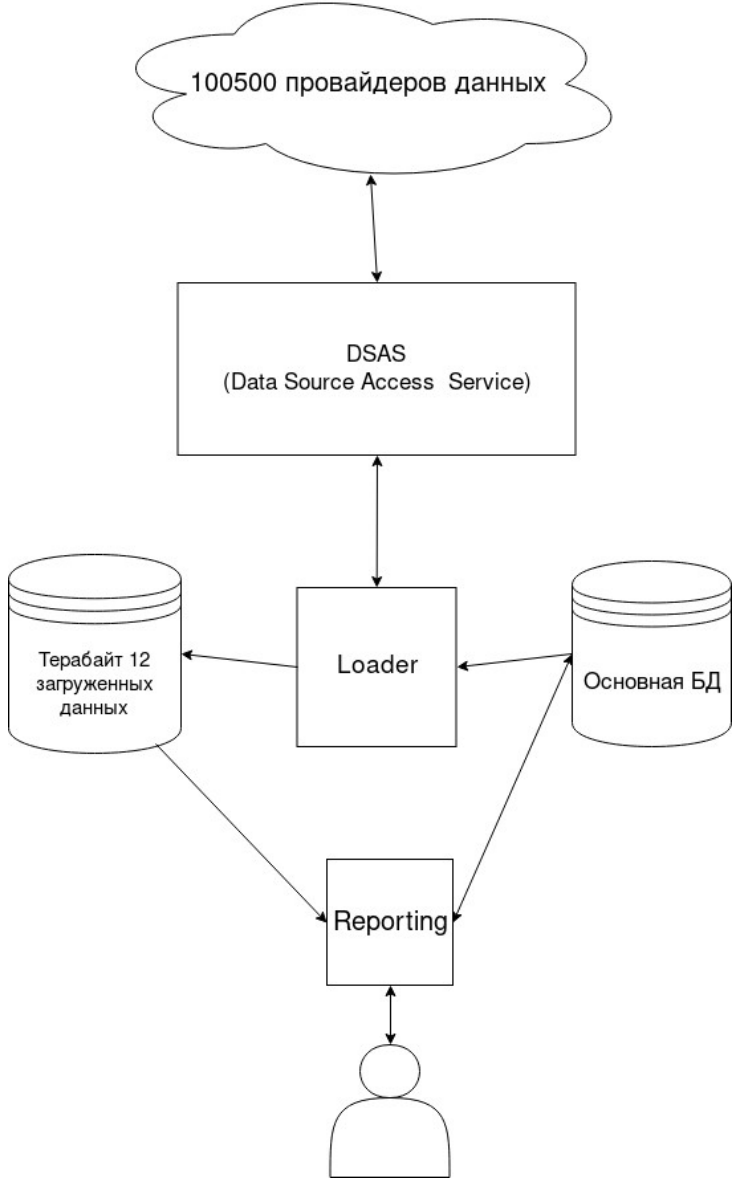 100500 провайдеров данных
DSAS
(Data Source Access Service)
Терабайт 12
загруженных
данных
Loader
Основная БД
Reporting